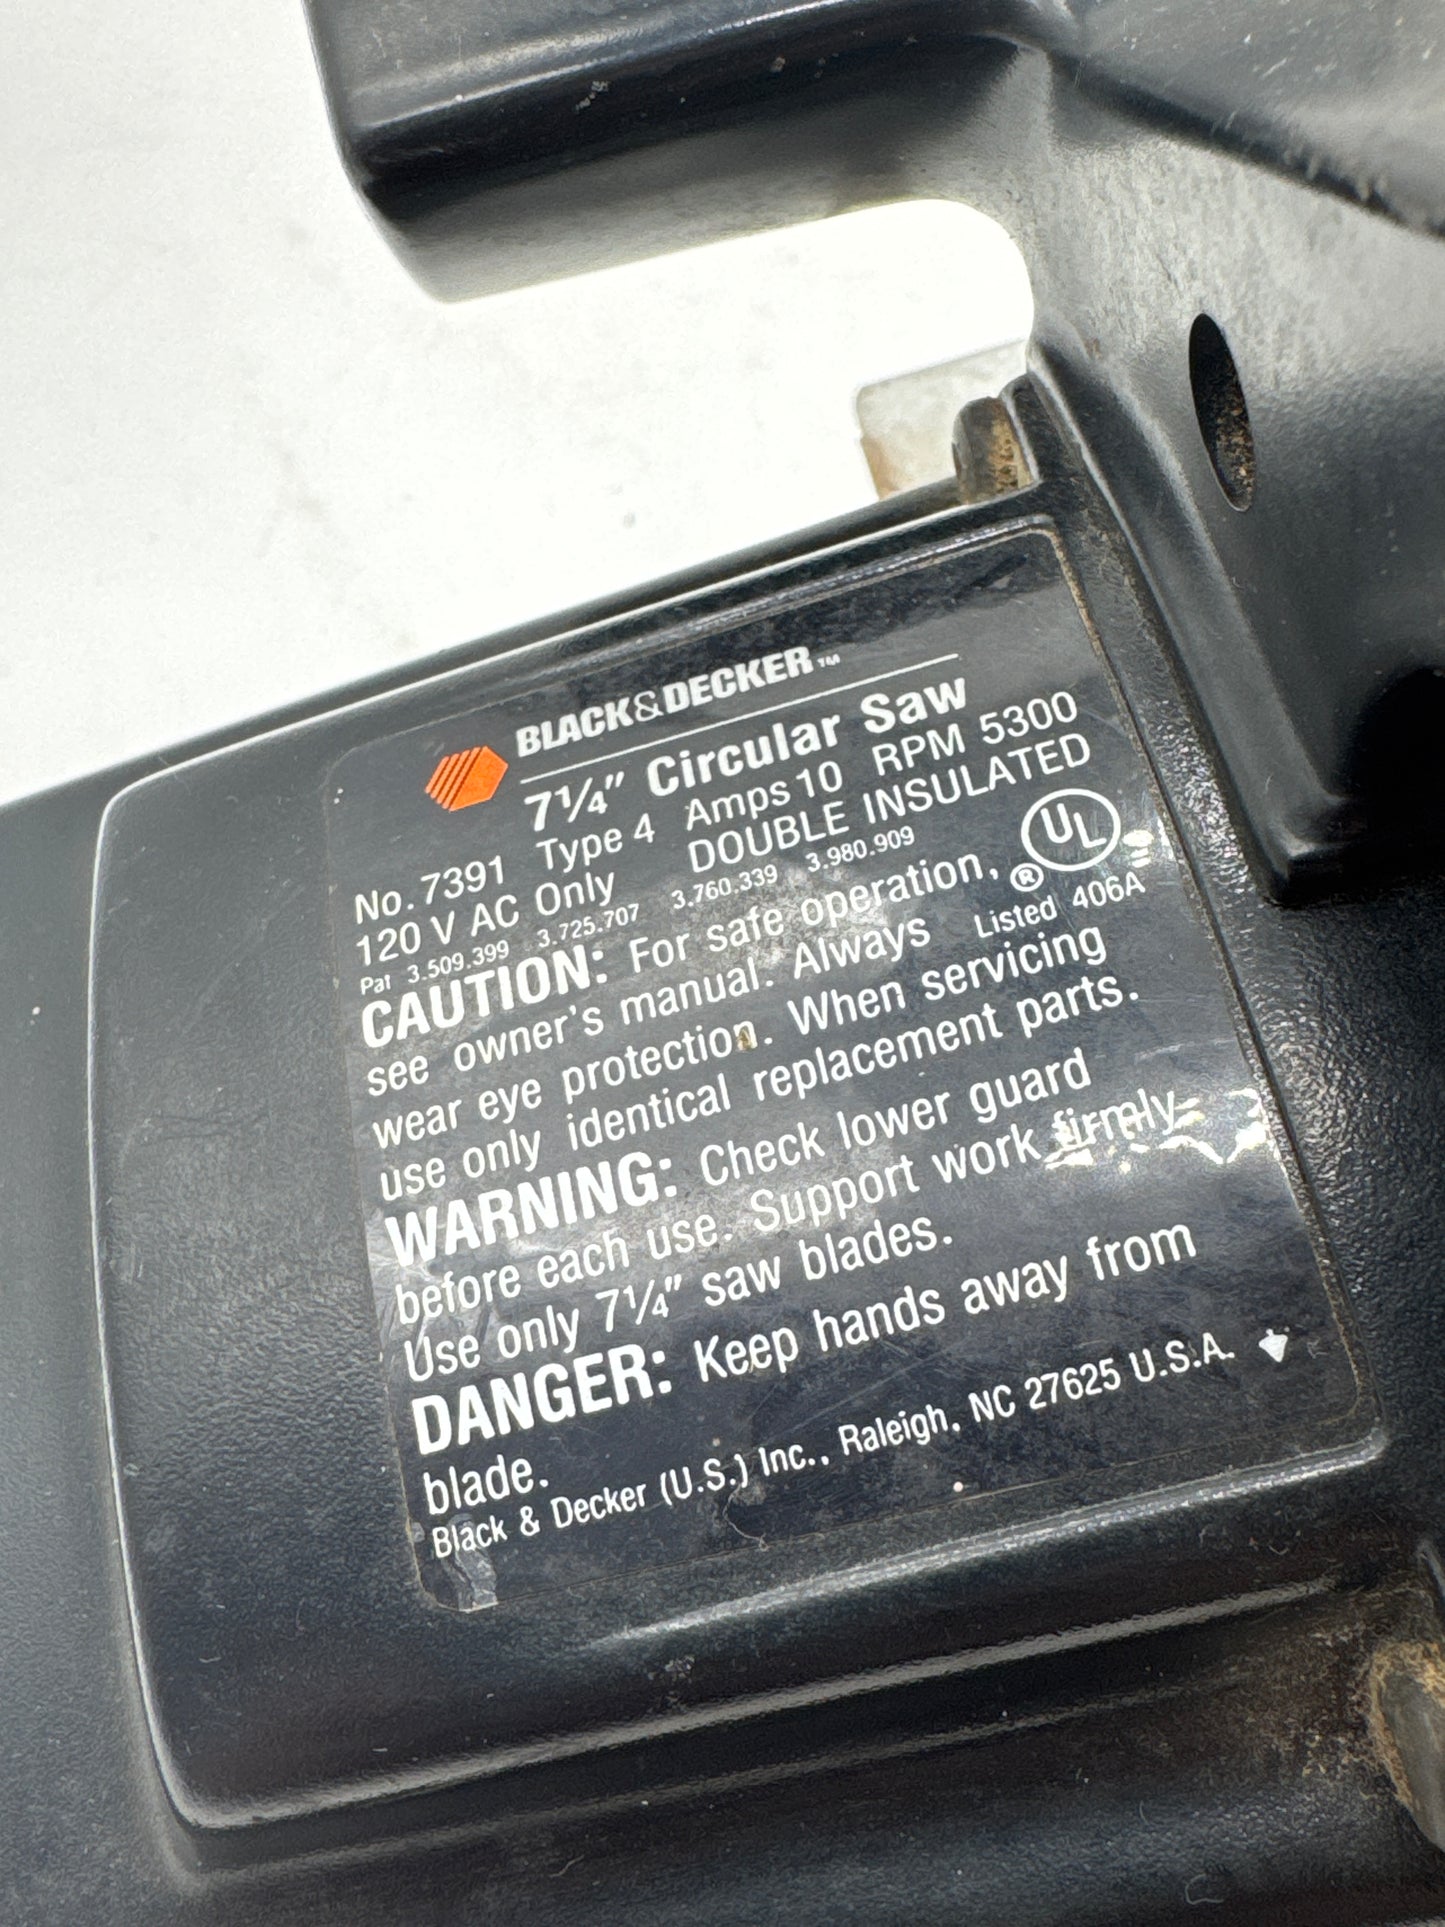 BLACK&DECKER™
7¼" Circular Saw
No. 7391 Type 4 Amps 10 RPM 5300
120 V AC Only DOUBLE INSULATED
Pat 3.509.399 3.725.707 3.760.339 3.980.909
UL
®
Listed 406A
CAUTION: For safe operation,
see owner's manual. Always
wear eye protection. When servicing
use only identical replacement parts.
WARNING: Check lower guard
before each use. Support work firmly.
Use only 7¼" saw blades.
DANGER: Keep hands away from
blade.
Black & Decker (U.S.) Inc., Raleigh, NC 27625 U.S.A.